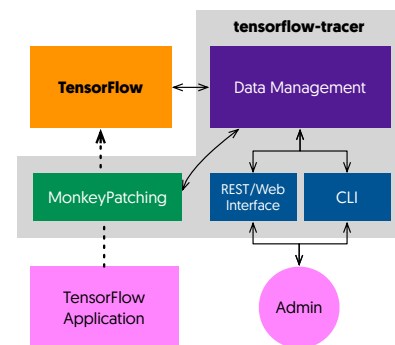 tensorflow-tracer
TensorFlow
Data Management
MonkeyPatching
REST/Web
Interface
CLI
TensorFlow
Application
Admin